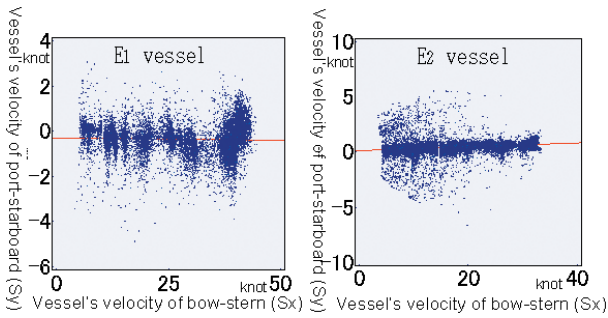 Vessel's velocity of port-starboard (Sy)
4
-knot
2
0
−2
−4
−6
E1 vessel
0
25
50
knot
Vessel's velocity of bow-stern (Sx)
Vessel's velocity of port-starboard (Sy)
10
-knot
5
0
−5
−10
E2 vessel
0
20
40
knot
Vessel's velocity of bow-stern (Sx)